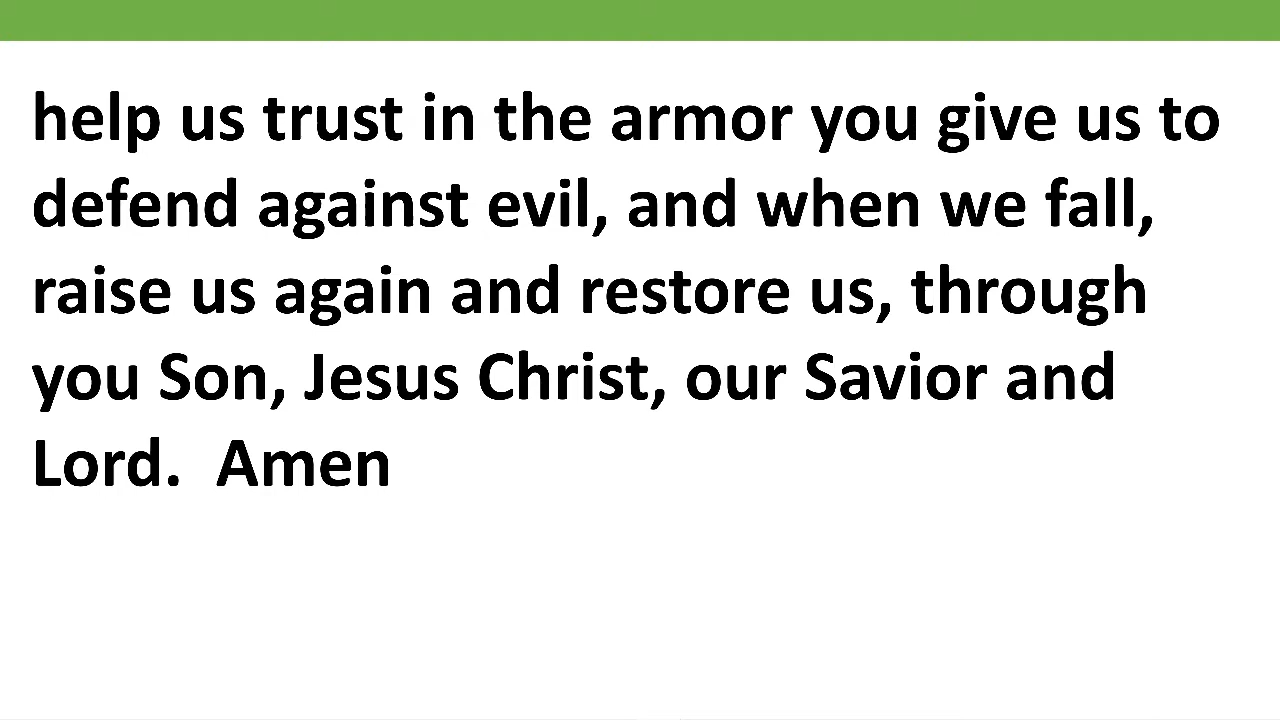 help us trust in the armor you give us to
defend against evil, and when we fall,
raise us again and restore us, through
you Son, Jesus Christ, our Savior and
Lord.  Amen